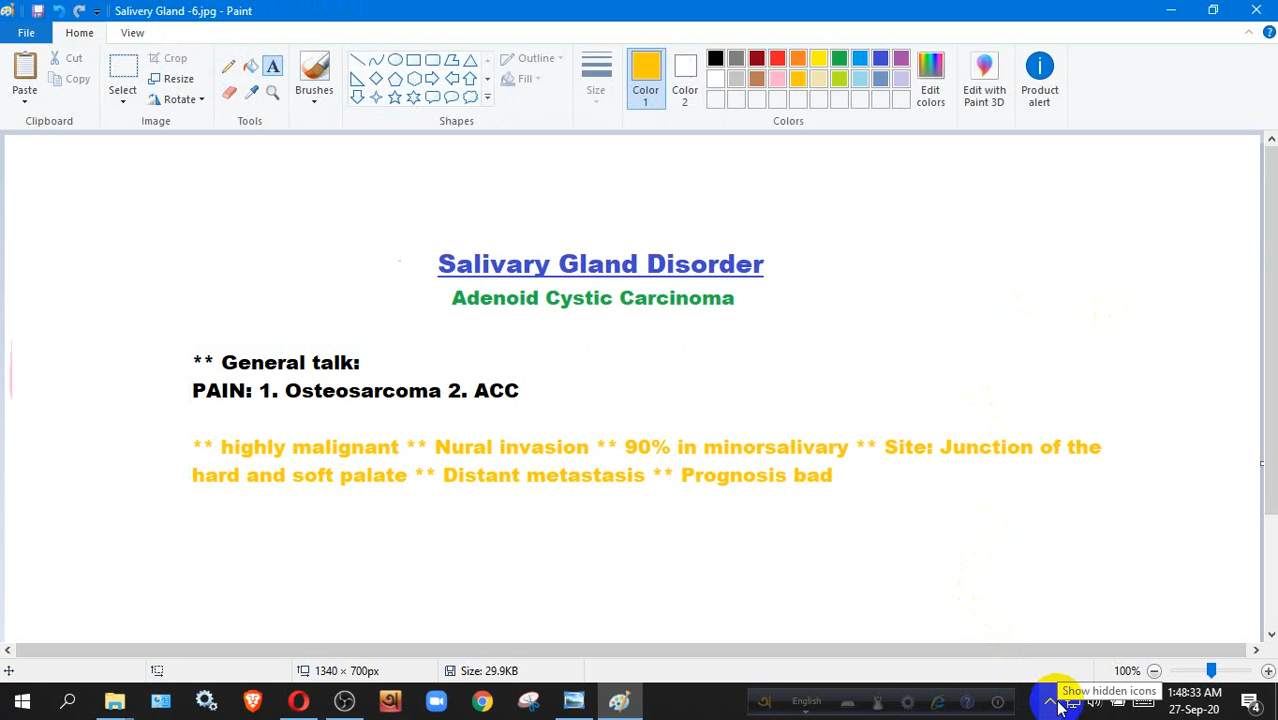 Salivery Gland -6.jpg - Paint
File Home View
Cut
Copy
Paste
Clipboard
Select
Crop
Resize
Rotate
Image
A
Tools
Brushes
Shapes
Outline
Fill
Size
Color 1
Color 2
Colors
Edit colors
Edit with Paint 3D
Product alert
Salivary Gland Disorder
Adenoid Cystic Carcinoma
** General talk:
PAIN: 1. Osteosarcoma 2. ACC
** highly malignant ** Nural invasion ** 90% in minorsalivary ** Site: Junction of the
hard and soft palate ** Distant metastasis ** Prognosis bad
1340 × 700px
Size: 29.9KB
100%
Show hidden icons
English
1:48:33 AM
27-Sep-20
4